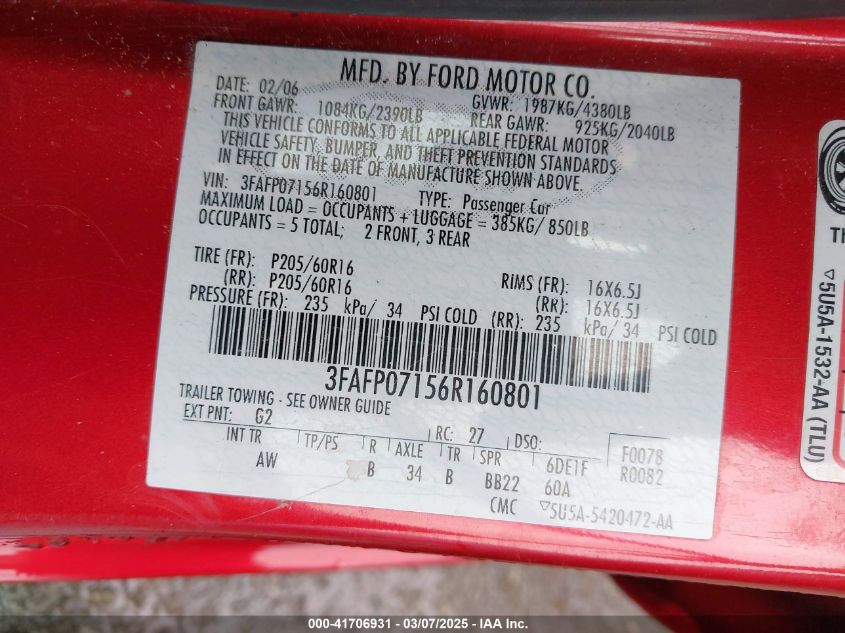 MFD. BY FORD MOTOR CO.
DATE: 02/06 GVWR: 1987KG/4380LB
FRONT GAWR: 1084KG/2390LB REAR GAWR: 925KG/2040LB
THIS VEHICLE CONFORMS TO ALL APPLICABLE FEDERAL MOTOR
VEHICLE SAFETY, BUMPER, AND THEFT PREVENTION STANDARDS
IN EFFECT ON THE DATE OF MANUFACTURE SHOWN ABOVE.
VIN: 3FAFP07156R160801 TYPE: Passenger Car
MAXIMUM LOAD = OCCUPANTS + LUGGAGE = 385KG/ 850LB
OCCUPANTS = 5 TOTAL; 2 FRONT, 3 REAR
TIRE (FR): P205/60R16 RIMS (FR): 16X6.5J
(RR): P205/60R16 (RR): 16X6.5J
PRESSURE (FR): 235 kPa/ 34 PSI COLD (RR): 235 kPa/ 34 PSI COLD
3FAFP07156R160801
TRAILER TOWING - SEE OWNER GUIDE
EXT PNT: G2 RC: 27 DSO: F0078
INT TR TP/PS R AXLE TR SPR 6DE1F R0082
AW B 34 B BB22 60A
CMC ▽5U5A-5420472-AA
TH
▽5U5A-1532-AA (TLU)
000-41706931 - 03/07/2025 - IAA Inc.